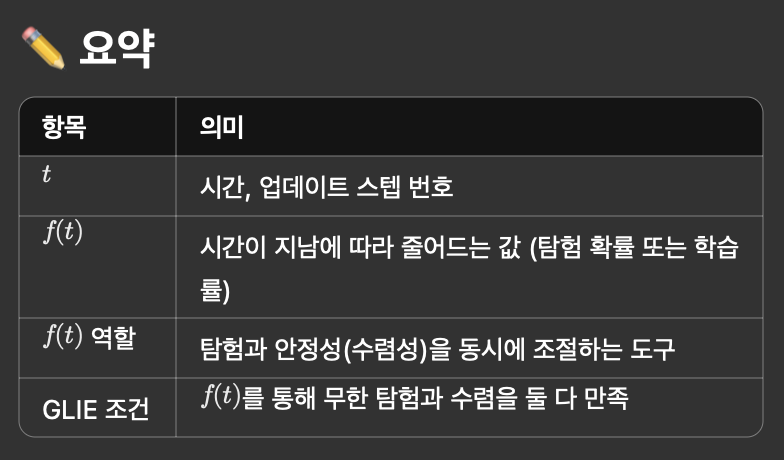 ✏️ 요약
항목 의미
t 시간, 업데이트 스텝 번호
f(t) 시간이 지남에 따라 줄어드는 값 (탐험 확률 또는 학습
률)
f(t) 역할 탐험과 안정성(수렴성)을 동시에 조절하는 도구
GLIE 조건 f(t)를 통해 무한 탐험과 수렴을 둘 다 만족